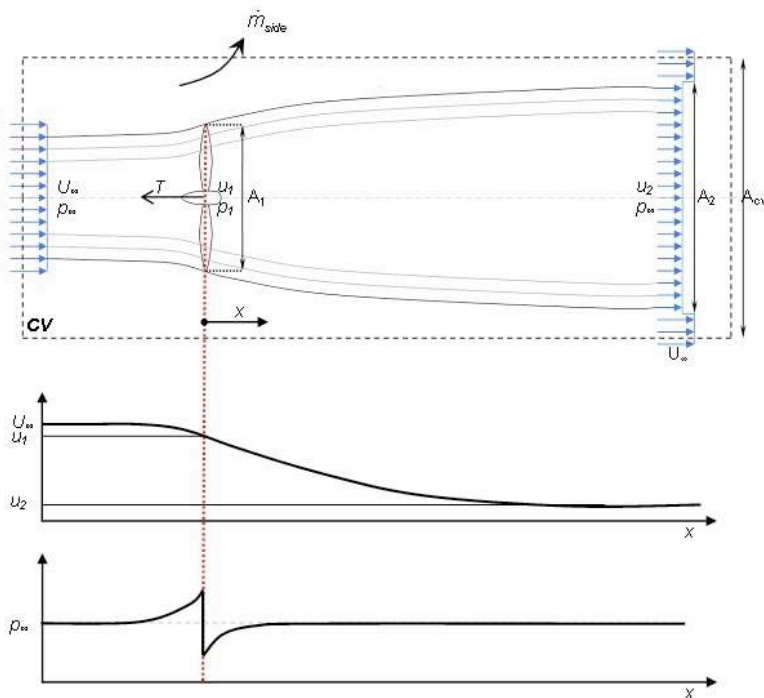 ṁside
U∞
p∞
T
u1
p1
A1
u2
p∞
A2
Acv
x
CV
U∞
U∞
u1
u2
x
p∞
x